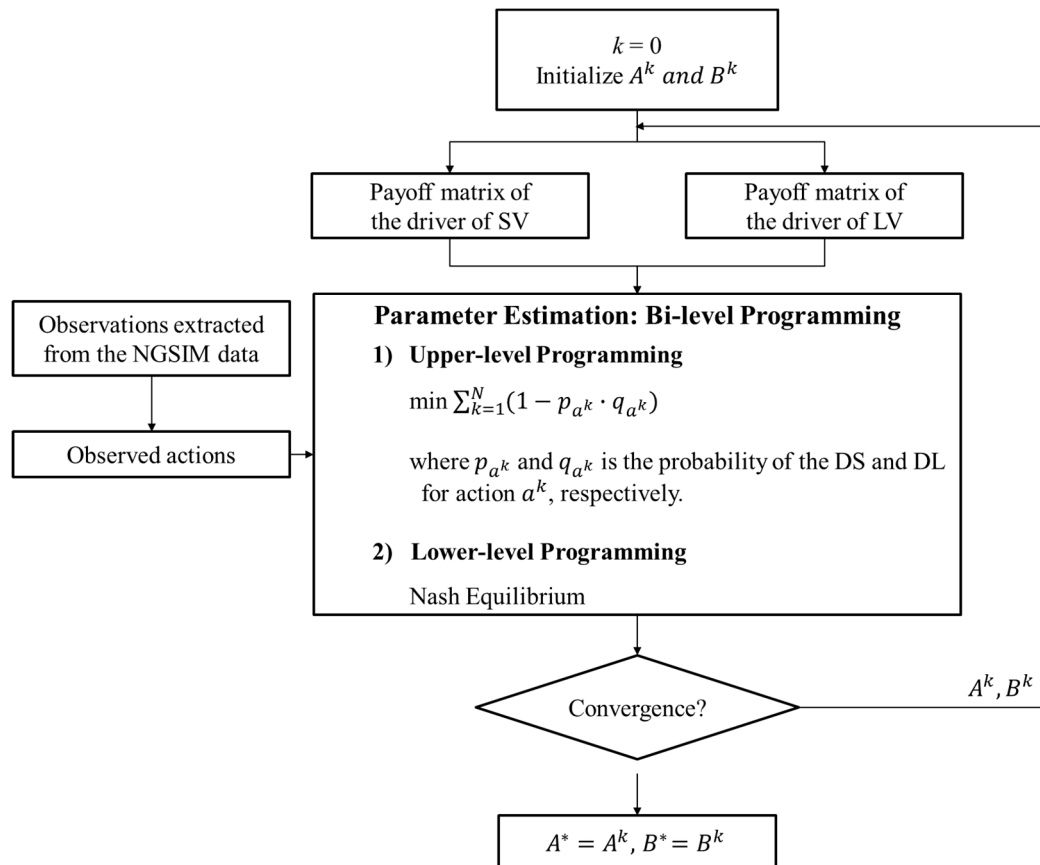 k = 0
Initialize A^k and B^k
Payoff matrix of
the driver of SV
Payoff matrix of
the driver of LV
Observations extracted
from the NGSIM data
Observed actions
Parameter Estimation: Bi-level Programming
1) Upper-level Programming
min ∑_{k=1}^{N}(1 − p_{a^k} · q_{a^k})
where p_{a^k} and q_{a^k} is the probability of the DS and DL
for action a^k, respectively.
2) Lower-level Programming
Nash Equilibrium
Convergence?
A^k, B^k
A^* = A^k, B^* = B^k